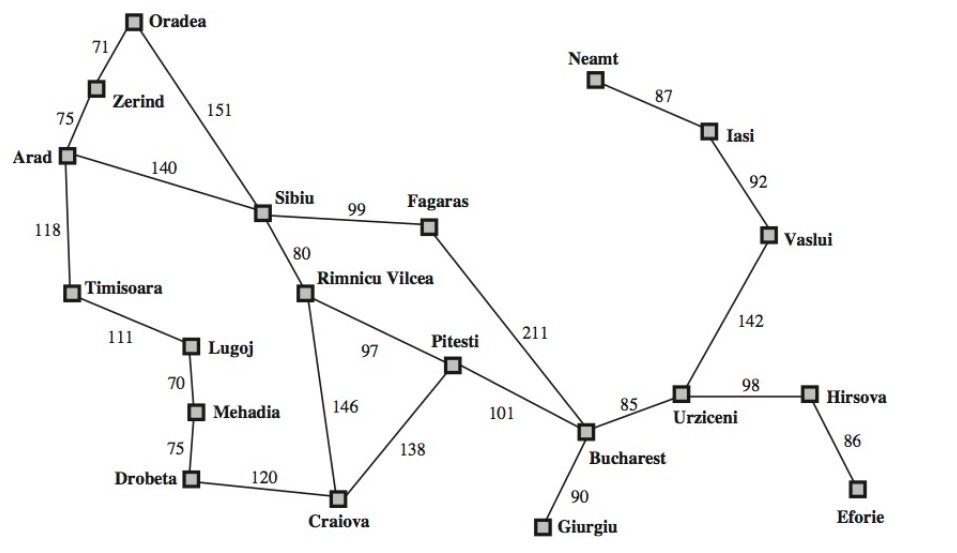 Oradea
71
Neamt
Zerind
87
151
75
Iasi
Arad
140
92
Sibiu
Fagaras
99
118
Vaslui
80
Timisoara
Rimnicu Vilcea
142
211
111
Lugoj
97
Pitesti
70
98
Mehadia
146
101
85
Hirsova
Urziceni
75
138
86
Bucharest
Drobeta
120
90
Craiova
Giurgiu
Eforie